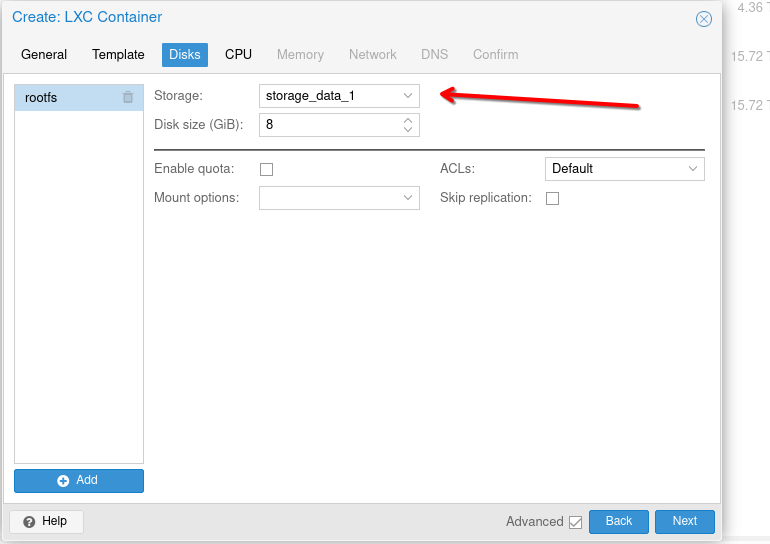 Create: LXC Container
4.36 T
General Template Disks CPU Memory Network DNS Confirm
15.72 T
rootfs
Storage: storage_data_1
15.72 T
Disk size (GiB): 8
Enable quota: ACLs: Default
Mount options: Skip replication:
Add
Help Advanced Back Next